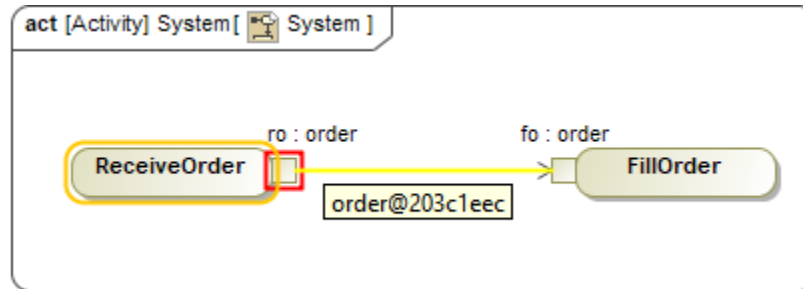 act [Activity] System [ System ]
ro : order
fo : order
ReceiveOrder
FillOrder
order@203c1eec